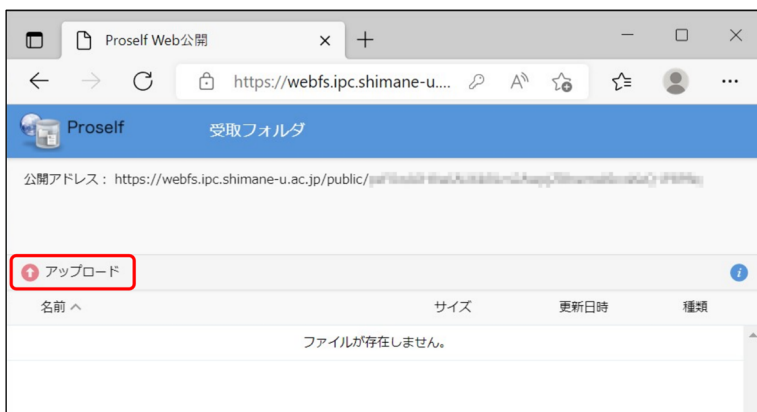 Proself Web公開
https://webfs.ipc.shimane-u....
Proself 受取フォルダ
公開アドレス： https://webfs.ipc.shimane-u.ac.jp/public/
アップロード
名前 サイズ 更新日時 種類
ファイルが存在しません。